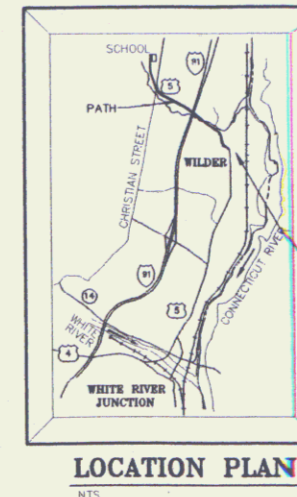 SCHOOL
91
5
PATH
WILDER
CHRISTIAN STREET
CONNECTICUT RIVER
91
14
5
WHITE RIVER
4
WHITE RIVER
JUNCTION
LOCATION PLAN
NTS